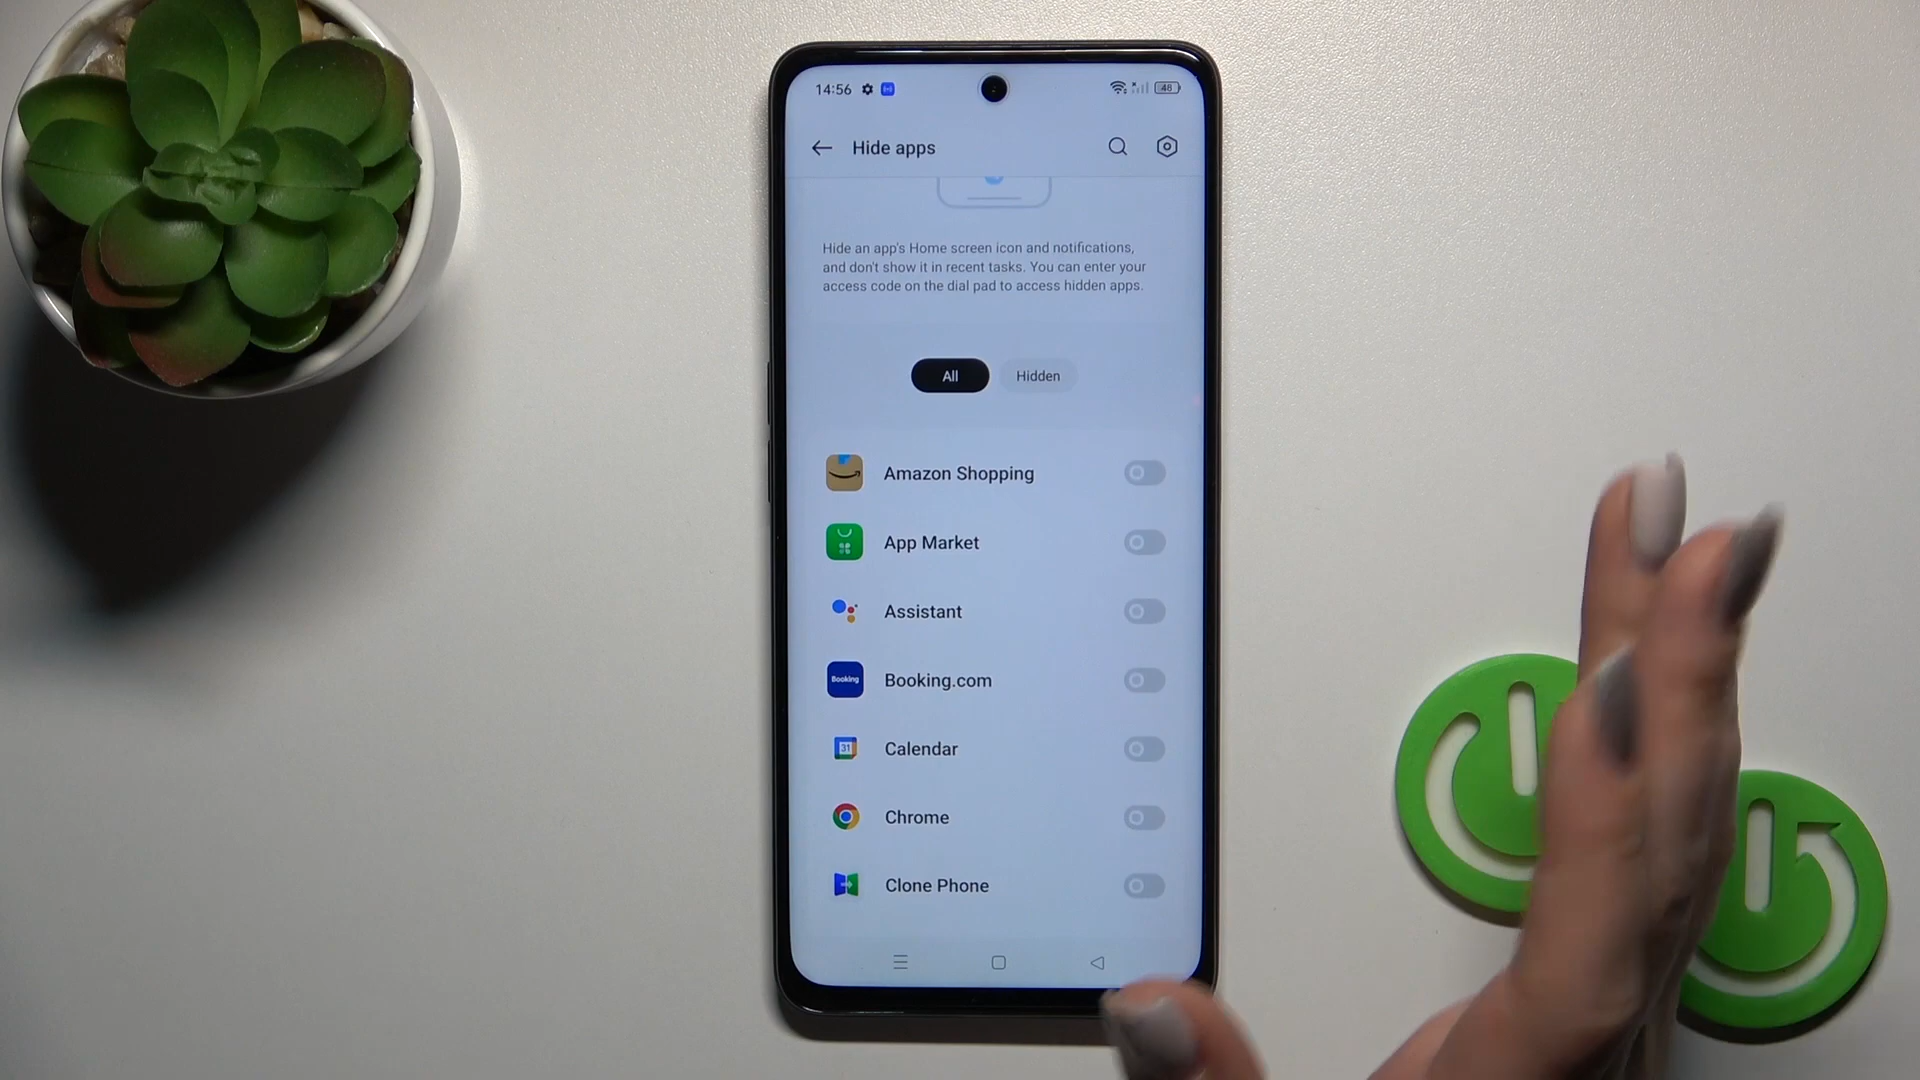 14:56
48
Hide apps
Hide an app's Home screen icon and notifications,
and don't show it in recent tasks. You can enter your
access code on the dial pad to access hidden apps.
All
Hidden
Amazon Shopping
App Market
Assistant
Booking
Booking.com
31
Calendar
Chrome
Clone Phone